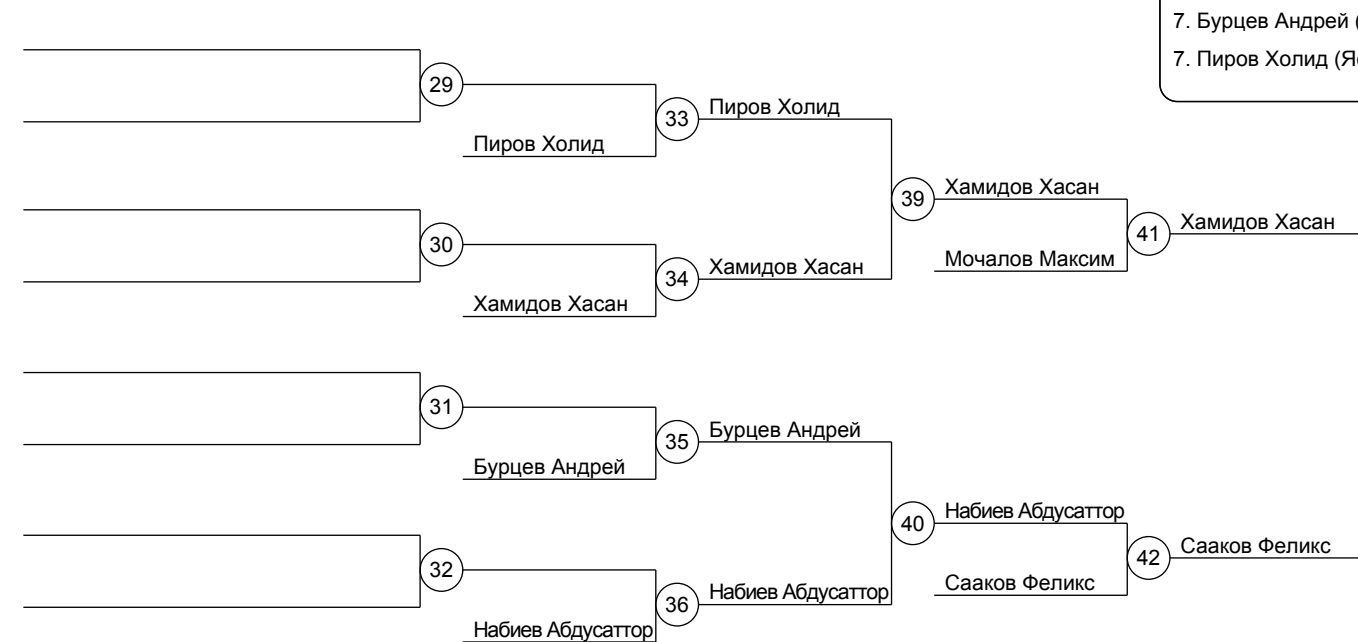 7. Бурцев Андрей (
7. Пиров Холид (Я
29
33
Пиров Холид
Пиров Холид
39
Хамидов Хасан
41
Хамидов Хасан
30
34
Хамидов Хасан
Мочалов Максим
Хамидов Хасан
31
35
Бурцев Андрей
Бурцев Андрей
40
Набиев Абдусаттор
42
Сааков Феликс
32
36
Набиев Абдусаттор
Сааков Феликс
Набиев Абдусаттор